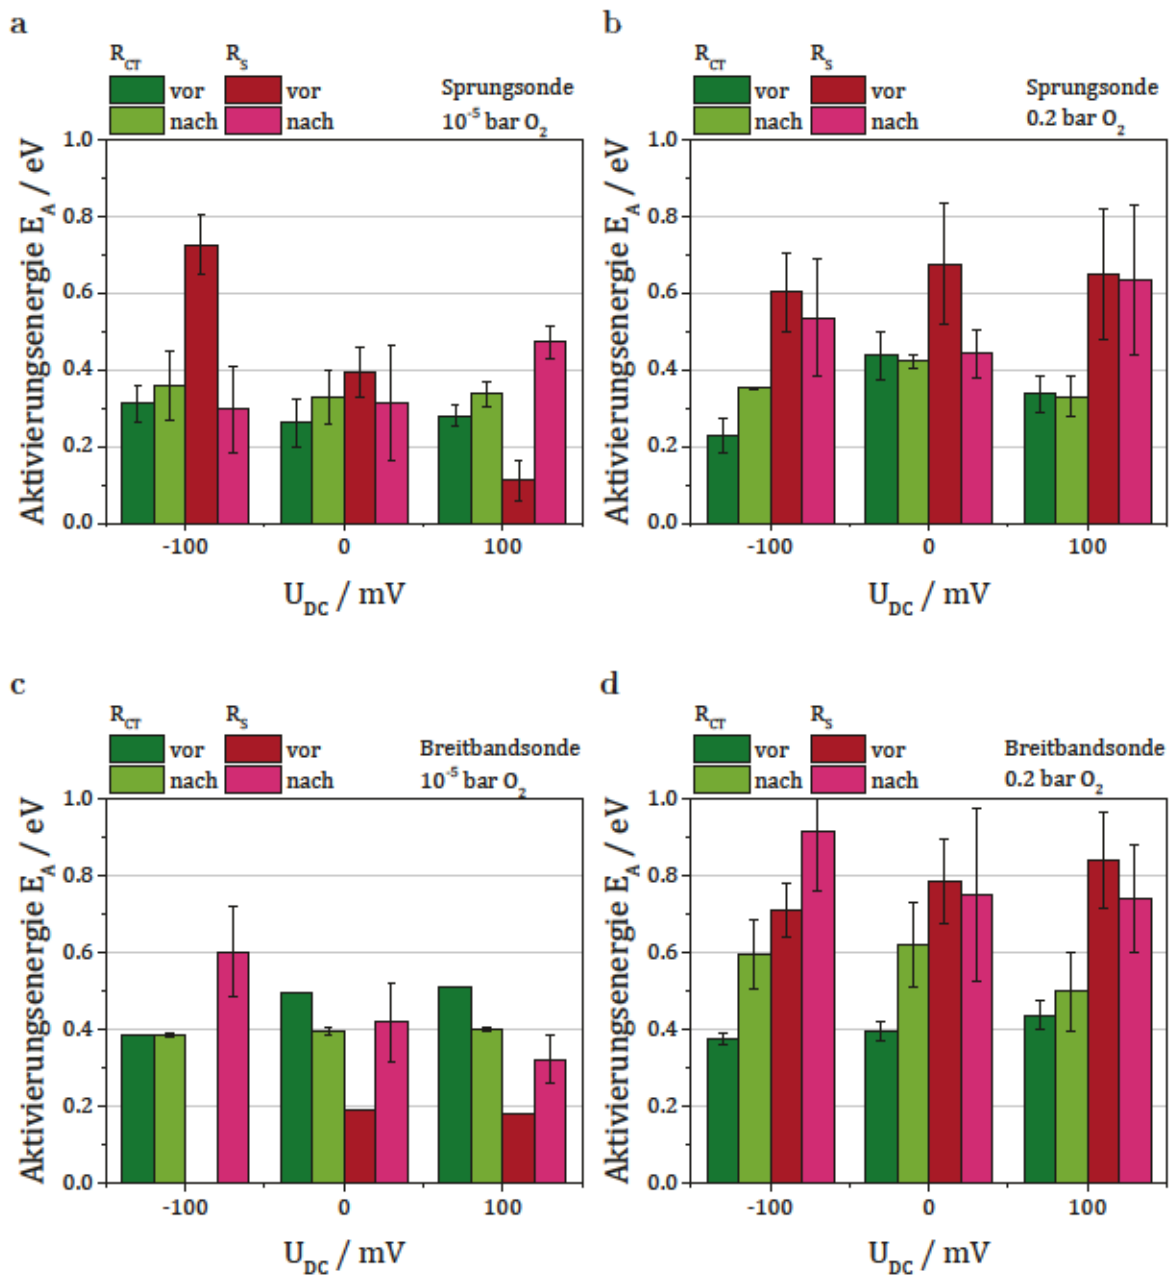 a
R_CT R_S
vor vor Sprungsonde
nach nach 10^-5 bar O_2
Aktivierungsenergie E_A / eV
1.0
0.8
0.6
0.4
0.2
0.0
-100 0 100
U_DC / mV
b
R_CT R_S
vor vor Sprungsonde
nach nach 0.2 bar O_2
Aktivierungsenergie E_A / eV
1.0
0.8
0.6
0.4
0.2
0.0
-100 0 100
U_DC / mV
c
R_CT R_S
vor vor Breitbandsonde
nach nach 10^-5 bar O_2
Aktivierungsenergie E_A / eV
1.0
0.8
0.6
0.4
0.2
0.0
-100 0 100
U_DC / mV
d
R_CT R_S
vor vor Breitbandsonde
nach nach 0.2 bar O_2
Aktivierungsenergie E_A / eV
1.0
0.8
0.6
0.4
0.2
0.0
-100 0 100
U_DC / mV